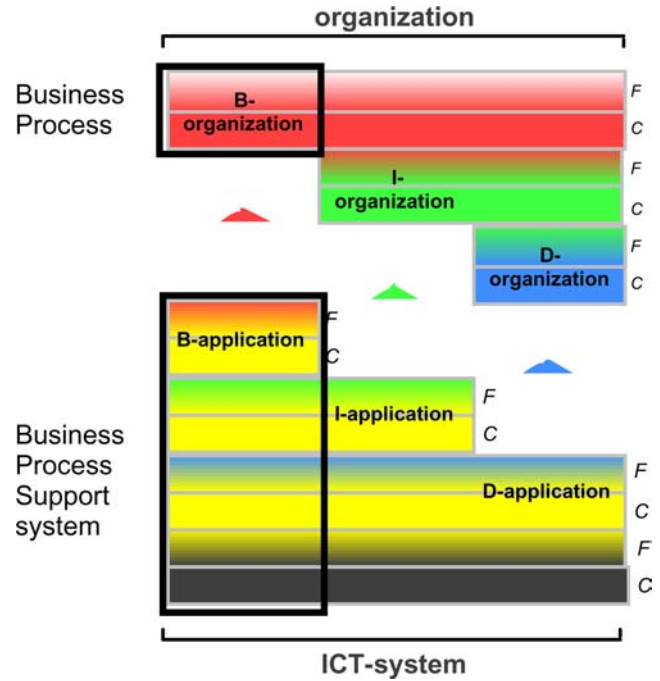 organization
Business
Process
B-
organization
F
C
I-
organization
F
C
D-
organization
F
C
B-application
F
C
I-application
F
C
Business
Process
Support
system
D-application
F
C
F
C
ICT-system